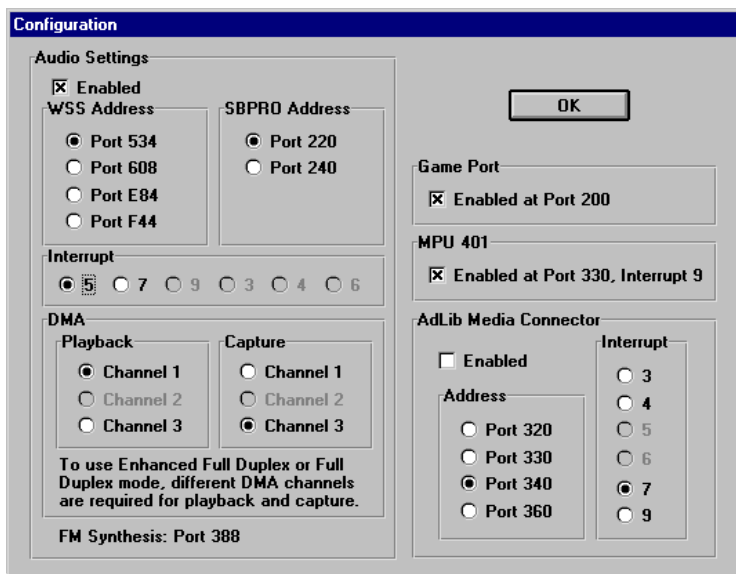 Configuration
Audio Settings
Enabled
WSS Address
Port 534
Port 608
Port E84
Port F44
SBPRO Address
Port 220
Port 240
Interrupt
5 7 9 3 4 6
DMA
Playback
Channel 1
Channel 2
Channel 3
Capture
Channel 1
Channel 2
Channel 3
To use Enhanced Full Duplex or Full
Duplex mode, different DMA channels
are required for playback and capture.
FM Synthesis: Port 388
OK
Game Port
Enabled at Port 200
MPU 401
Enabled at Port 330, Interrupt 9
AdLib Media Connector
Enabled
Address
Port 320
Port 330
Port 340
Port 360
Interrupt
3
4
5
6
7
9